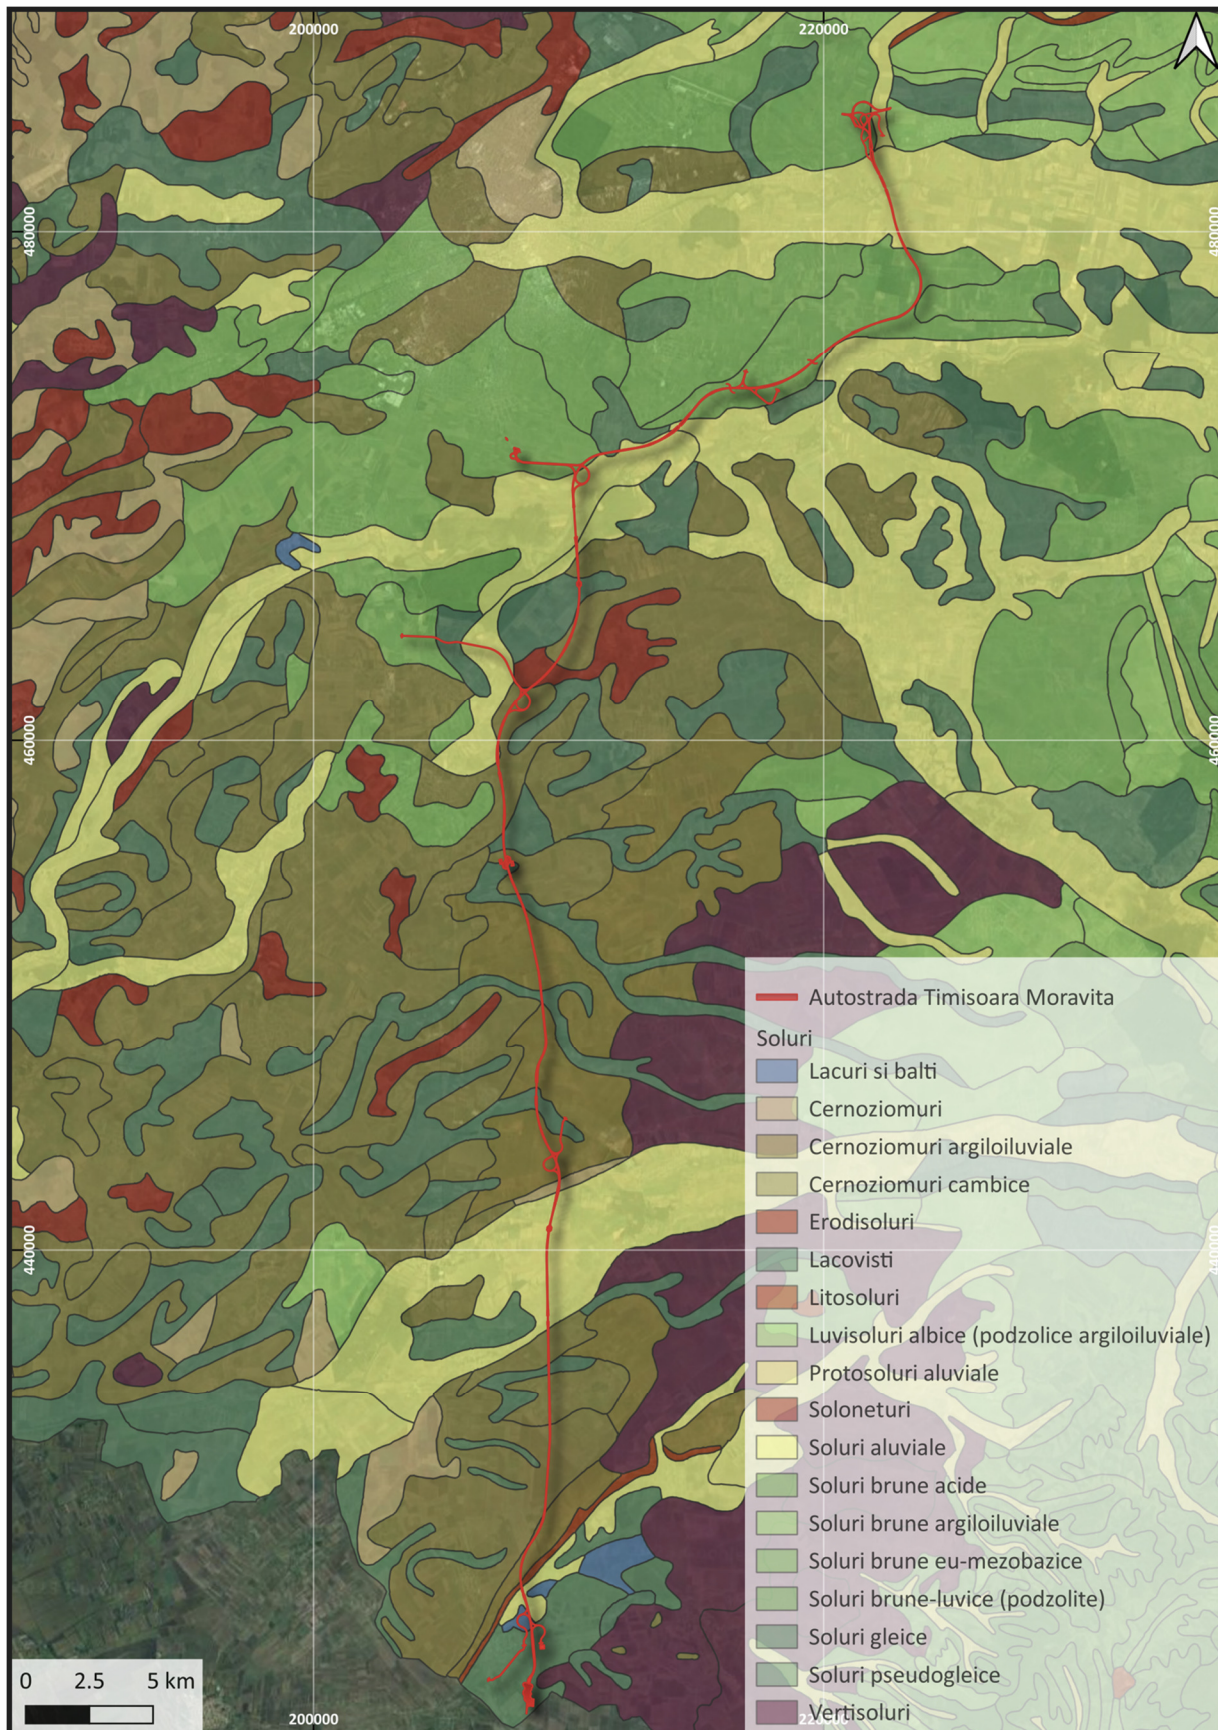 200000
220000
480000
480000
460000
460000
440000
440000
Autostrada Timisoara Moravita
Soluri
Lacuri si balti
Cernoziomuri
Cernoziomuri argiloiluviale
Cernoziomuri cambice
Erodisoluri
Lacovisti
Litosoluri
Luvisoluri albice (podzolice argiloiluviale)
Protosoluri aluviale
Soloneturi
Soluri aluviale
Soluri brune acide
Soluri brune argiloiluviale
Soluri brune eu-mezobazice
Soluri brune-luvice (podzolite)
Soluri gleice
Soluri pseudogleice
Vertisoluri
0 2.5 5 km
200000
220000